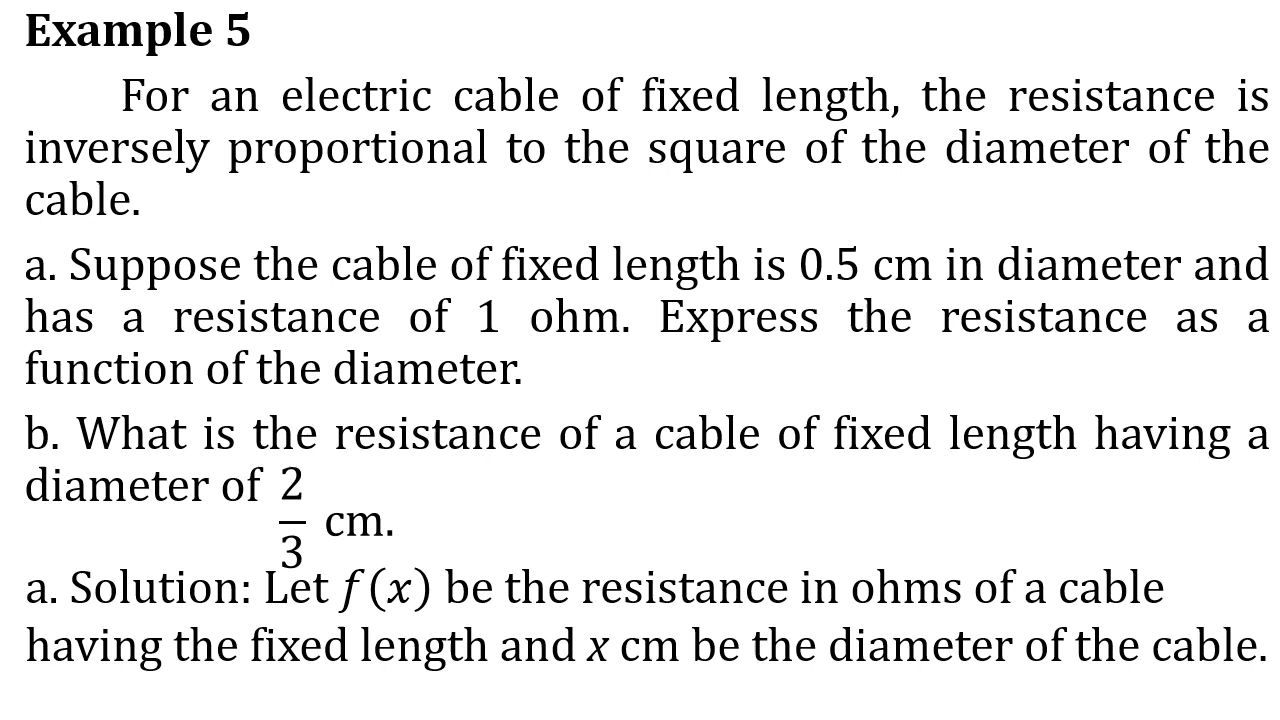 Example 5
For an electric cable of fixed length, the resistance is
inversely proportional to the square of the diameter of the
cable.
a. Suppose the cable of fixed length is 0.5 cm in diameter and
has a resistance of 1 ohm. Express the resistance as a
function of the diameter.
b. What is the resistance of a cable of fixed length having a
diameter of 2/3 cm.
a. Solution: Let f(x) be the resistance in ohms of a cable
having the fixed length and x cm be the diameter of the cable.